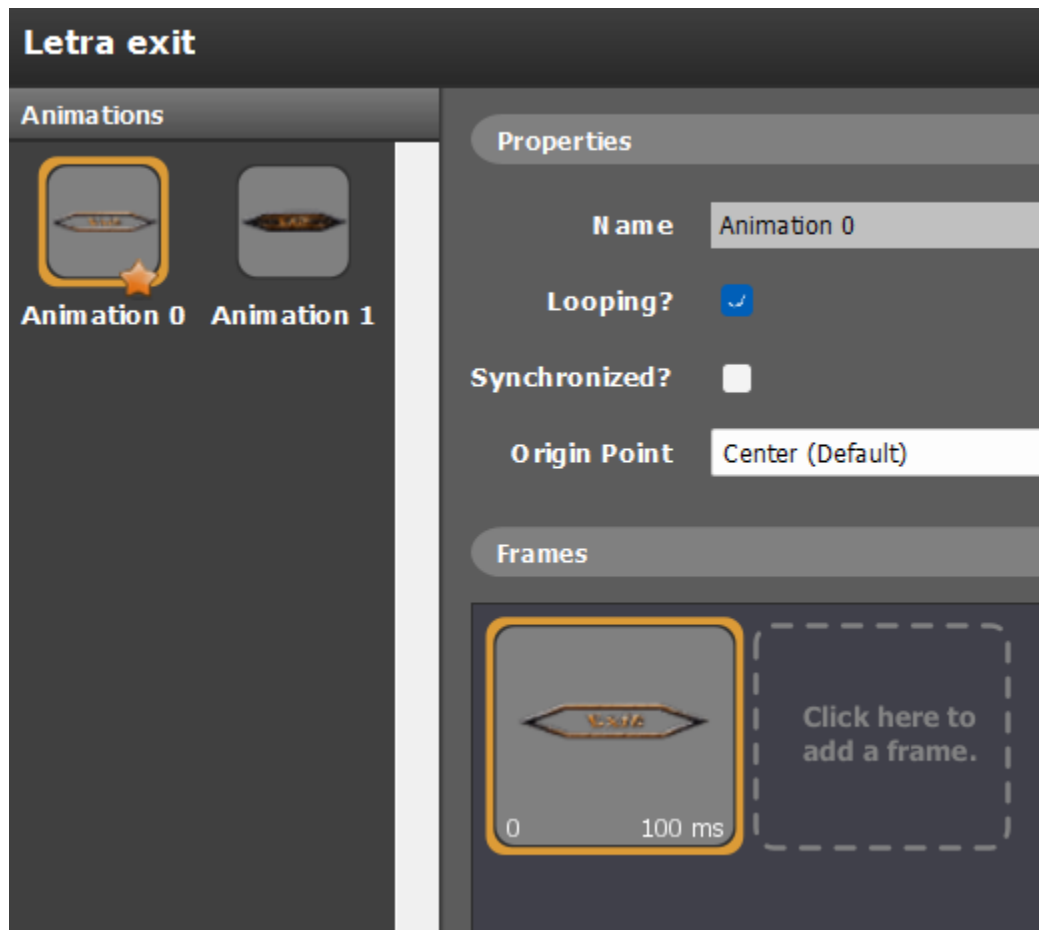 Letra exit
Animations
Animation 0
Animation 1
Properties
Name
Animation 0
Looping?
Synchronized?
Origin Point
Center (Default)
Frames
0
100 ms
Click here to
add a frame.